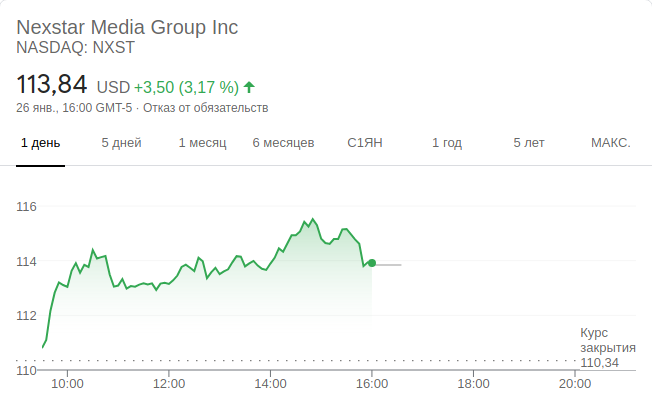 Nexstar Media Group Inc
NASDAQ: NXST
113,84 USD +3,50 (3,17 %)
26 янв., 16:00 GMT-5 · Отказ от обязательств
1 день 5 дней 1 месяц 6 месяцев С1ЯН 1 год 5 лет МАКС.
116
114
112
110
Курс
закрытия
110,34
10:00 12:00 14:00 16:00 18:00 20:00